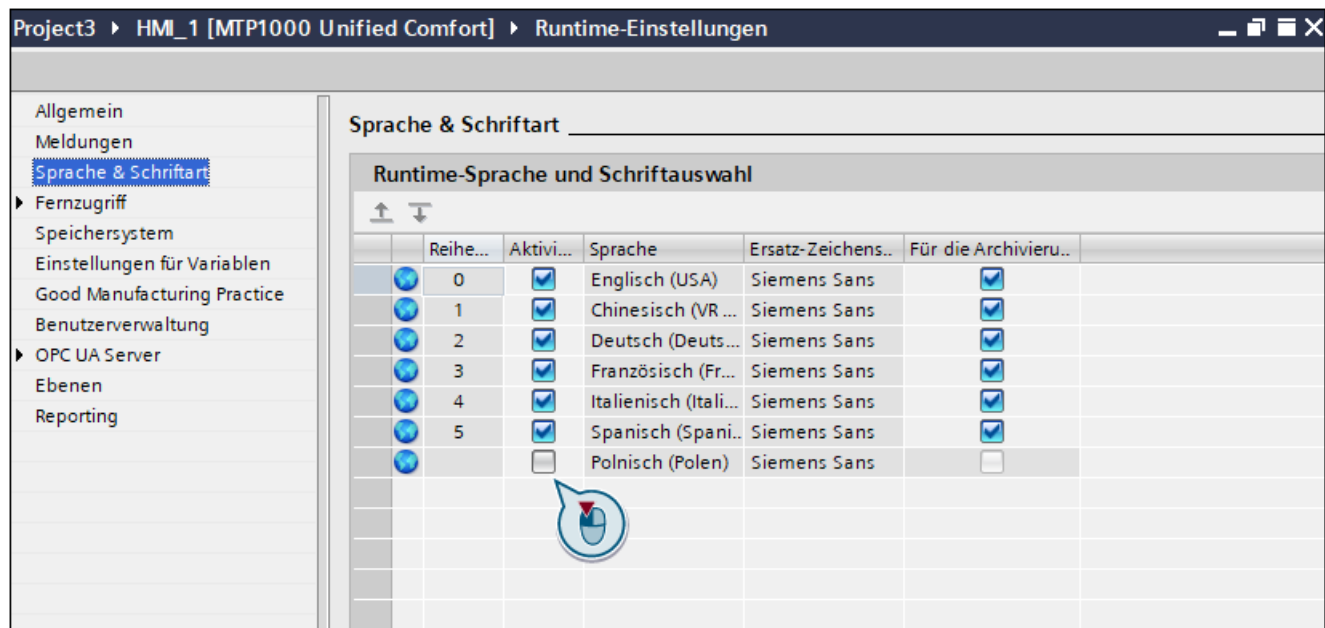 Project3 ▸ HMI_1 [MTP1000 Unified Comfort] ▸ Runtime-Einstellungen
Allgemein
Meldungen
Sprache & Schriftart
Fernzugriff
Speichersystem
Einstellungen für Variablen
Good Manufacturing Practice
Benutzerverwaltung
OPC UA Server
Ebenen
Reporting
Sprache & Schriftart
Runtime-Sprache und Schriftauswahl
Reihe... Aktivi... Sprache Ersatz-Zeichens.. Für die Archivieru..
0 Englisch (USA) Siemens Sans
1 Chinesisch (VR ... Siemens Sans
2 Deutsch (Deuts... Siemens Sans
3 Französisch (Fr... Siemens Sans
4 Italienisch (Itali... Siemens Sans
5 Spanisch (Spani.. Siemens Sans
Polnisch (Polen) Siemens Sans